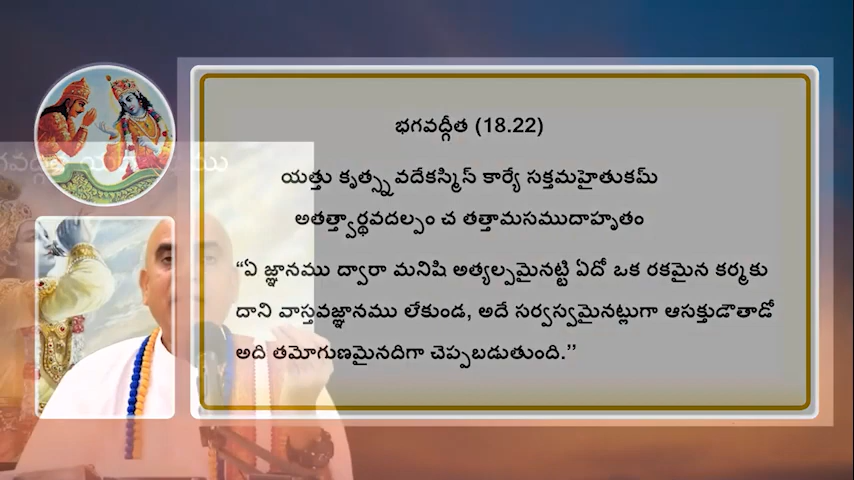 భగవద్గీత (18.22)
యత్తు కృత్స్నవదేకస్మిన్ కార్యే సక్తమహైతుకమ్
అతత్త్వార్థవదల్పం చ తత్తామసముదాహృతం
“ఏ జ్ఞానము ద్వారా మనిషి అత్యల్పమైనట్టి ఏదో ఒక రకమైన కర్మకు
దాని వాస్తవజ్ఞానము లేకుండ, అదే సర్వస్వమైనట్లుగా ఆసక్తుడౌతాడో
అది తమోగుణమైనదిగా చెప్పబడుతుంది.’’